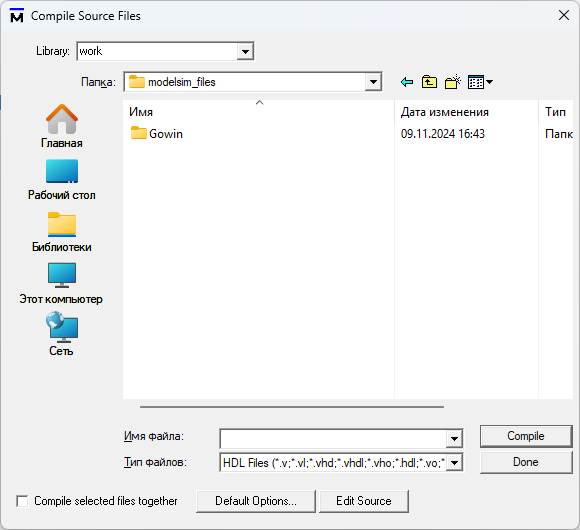 Compile Source Files
Library: work
Папка: modelsim_files
Имя Дата изменения Тип
Gowin 09.11.2024 16:43 Папк
Главная
Рабочий стол
Библиотеки
Этот компьютер
Сеть
Имя файла: Compile
Тип файлов: HDL Files (*.v;*.vl;*.vhd;*.vhdl;*.vho;*.hdl;*.vo;* Done
Compile selected files together Default Options... Edit Source